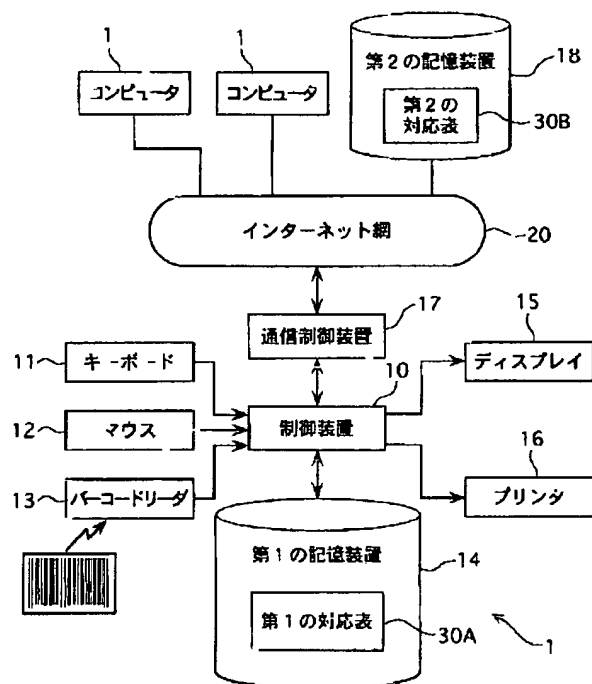 1
1
コンピュータ
コンピュータ
第2の記憶装置
18
第2の
対応表
30B
インターネット網
20
17
通信制御装置
15
11
キーボード
10
ディスプレイ
12
マウス
制御装置
16
13
バーコードリーダ
プリンタ
第1の記憶装置
14
第1の対応表
30A
1